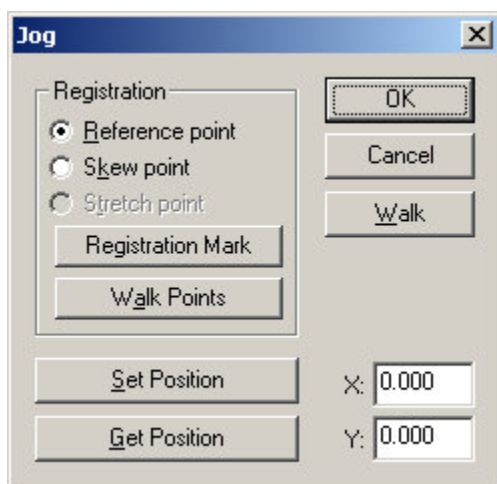 Jog
Registration
Reference point
Skew point
Stretch point
Registration Mark
Walk Points
OK
Cancel
Walk
Set Position
Get Position
X: 0.000
Y: 0.000